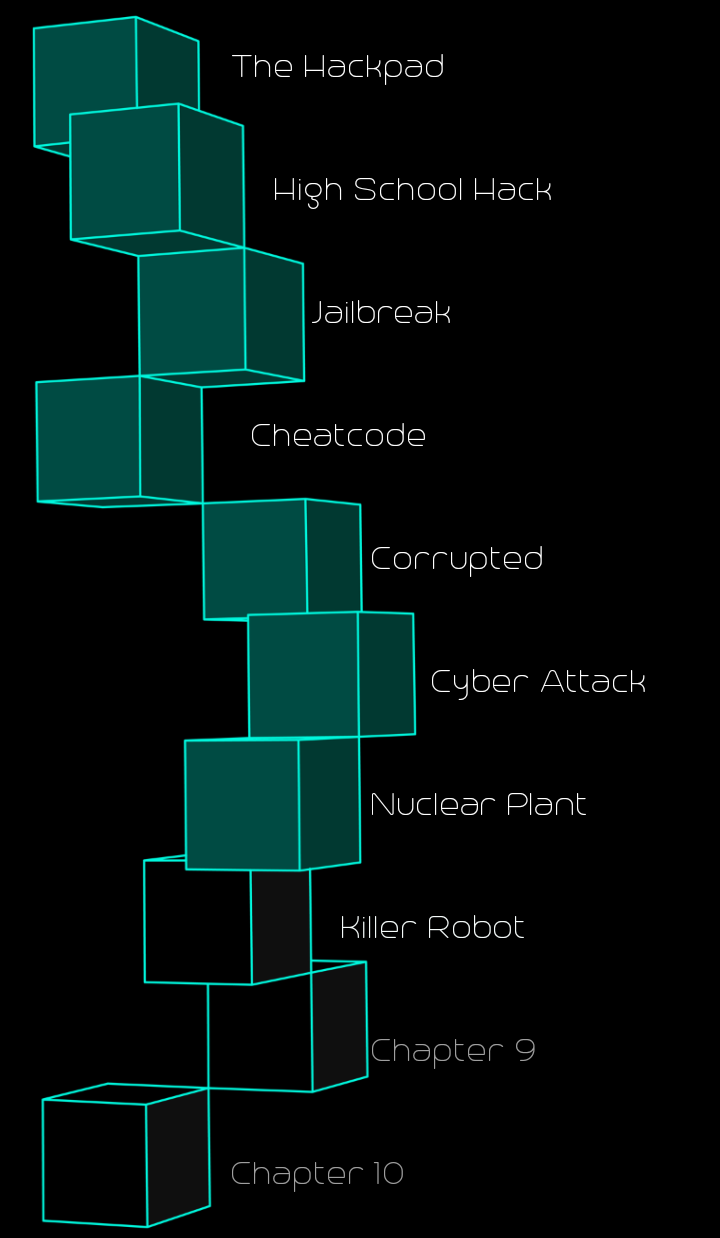 The Hackpad
High School Hack
Jailbreak
Cheatcode
Corrupted
Cyber Attack
Nuclear Plant
Killer Robot
Chapter 9
Chapter 10